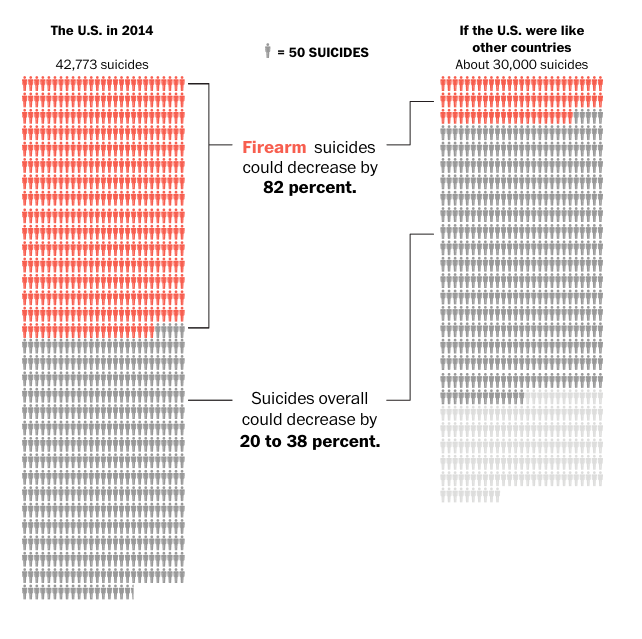 The U.S. in 2014
42,773 suicides
= 50 SUICIDES
If the U.S. were like
other countries
About 30,000 suicides
Firearm suicides
could decrease by
82 percent.
Suicides overall
could decrease by
20 to 38 percent.